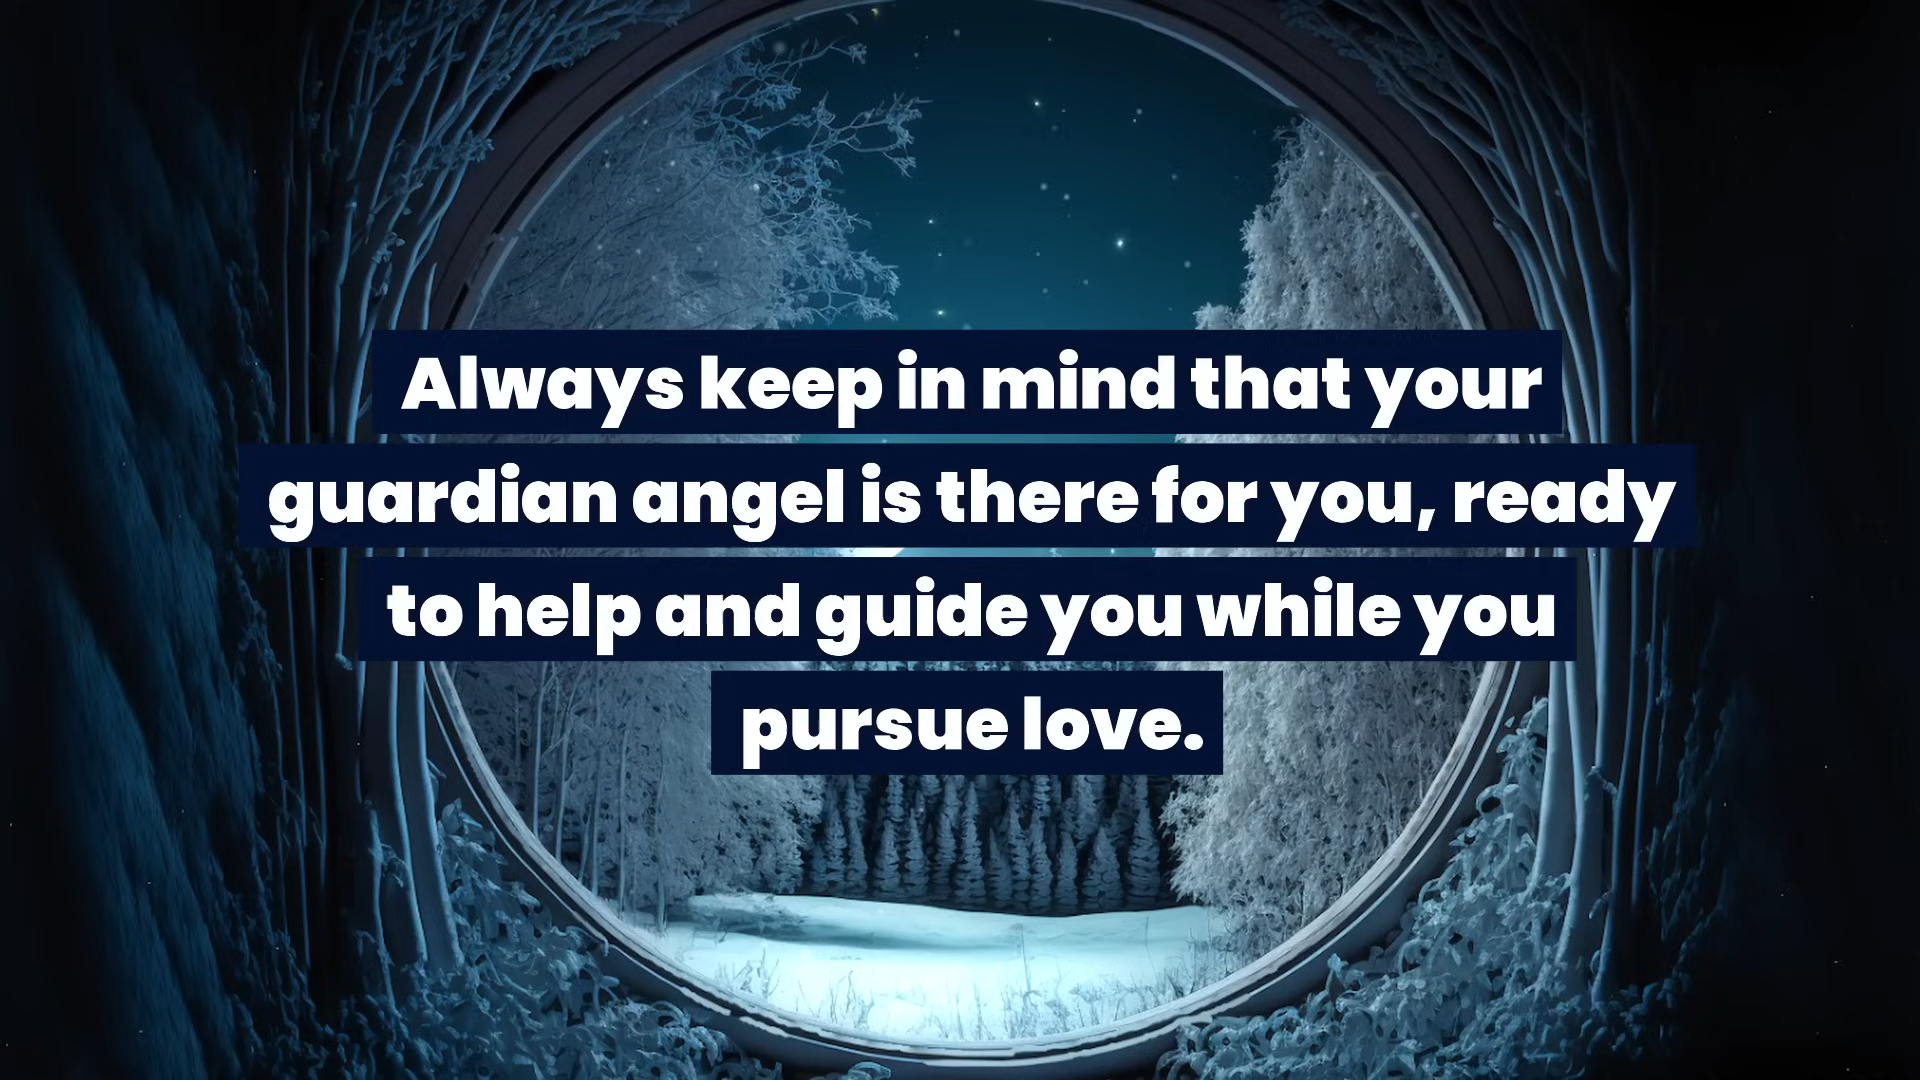 Always keep in mind that your
guardian angel is there for you, ready
to help and guide you while you
pursue love.